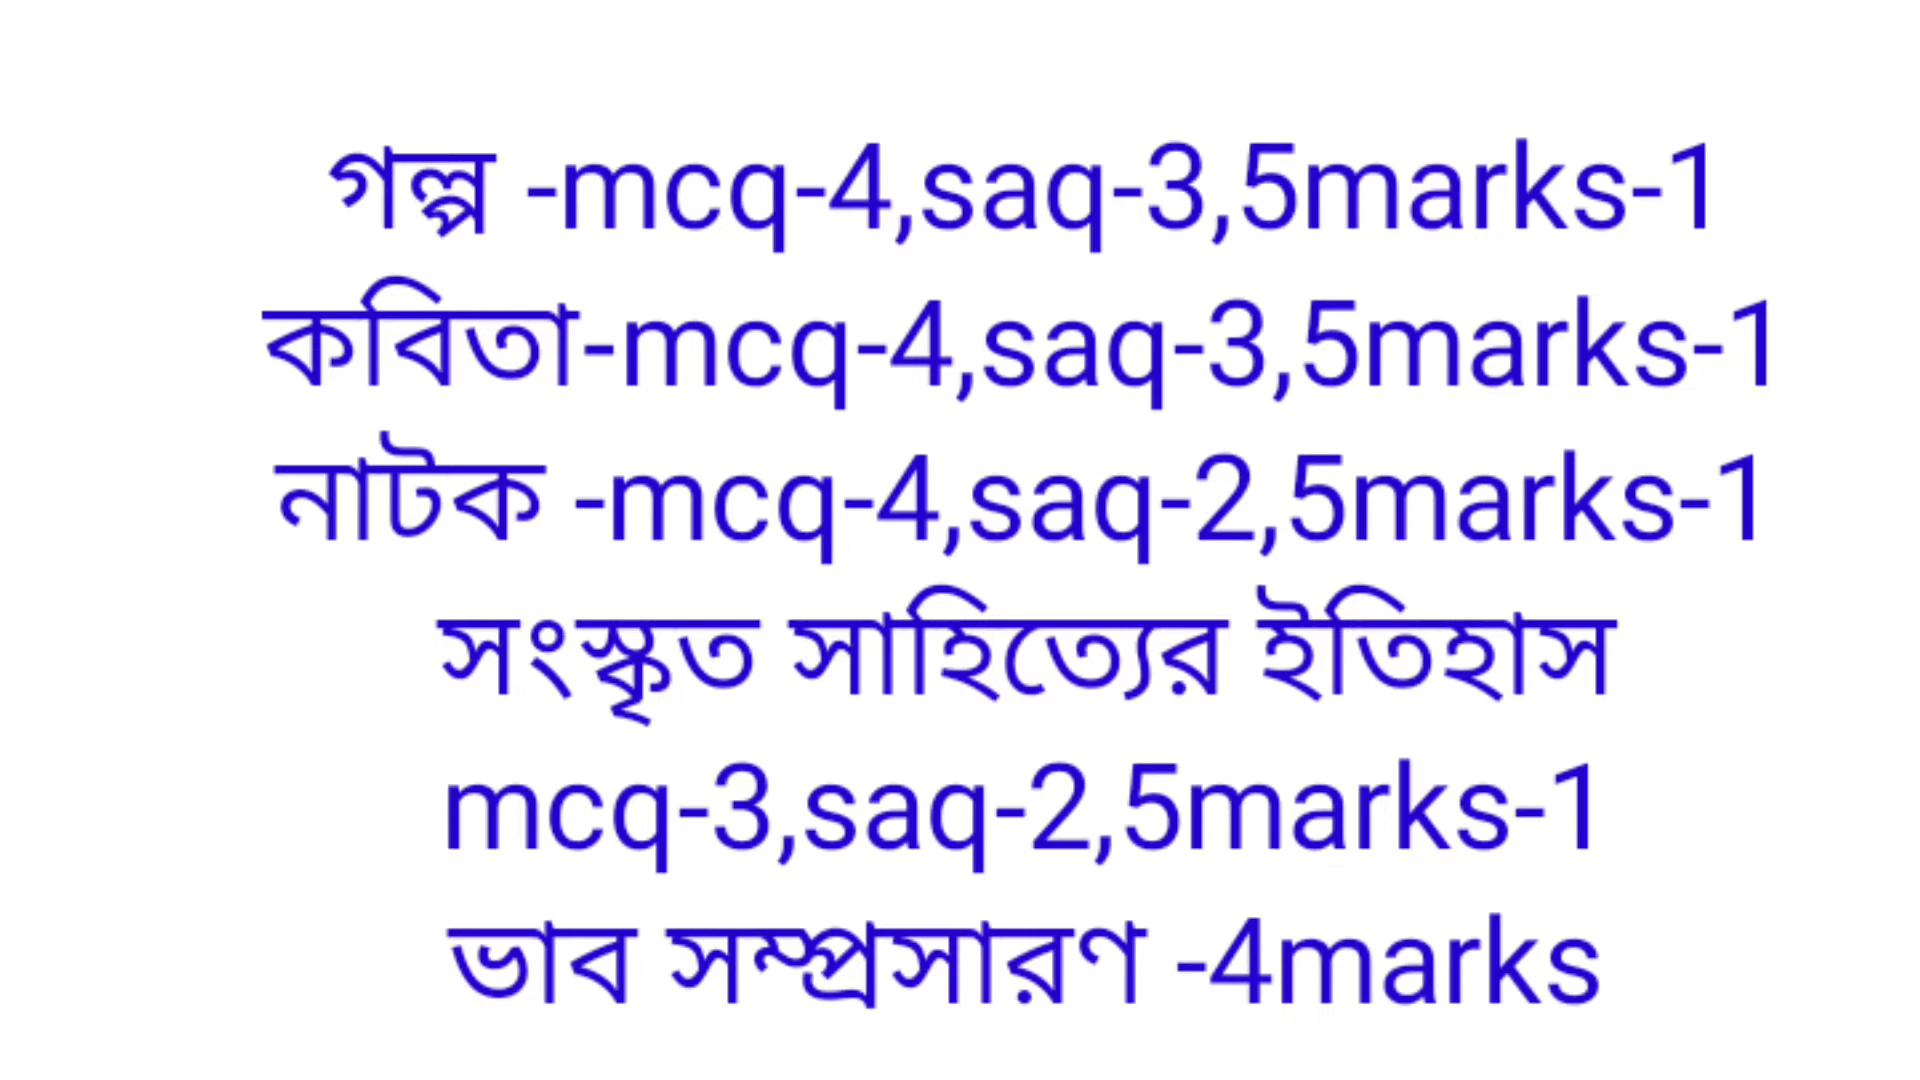 গল্প -mcq-4,saq-3,5marks-1
কবিতা-mcq-4,saq-3,5marks-1
নাটক -mcq-4,saq-2,5marks-1
সংস্কৃত সাহিত্যের ইতিহাস
mcq-3,saq-2,5marks-1
ভাব সম্প্রসারণ -4marks